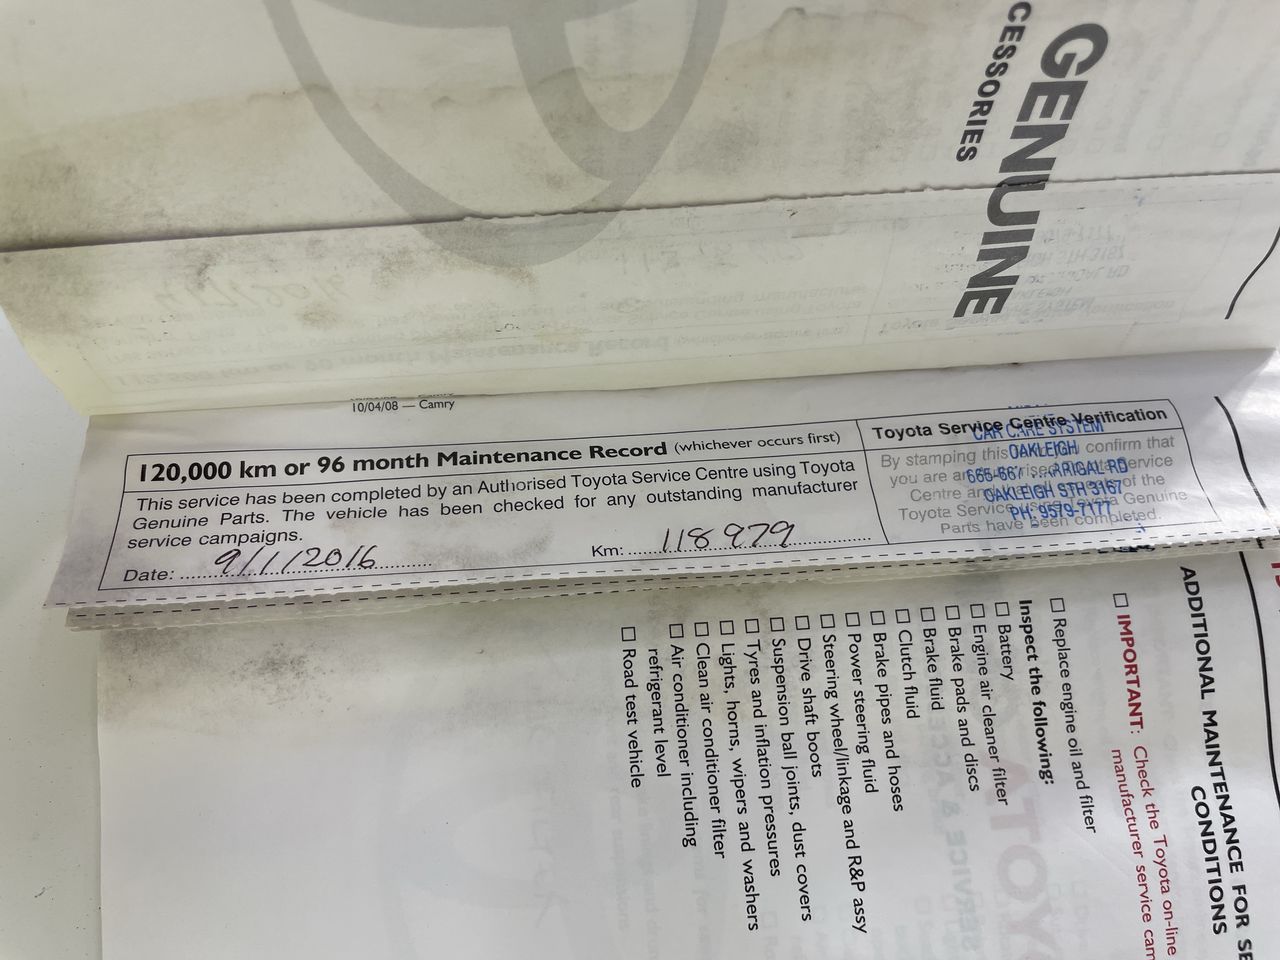 GENUINE
CESSORIES
10/04/08 — Camry
120,000 km or 96 month Maintenance Record (whichever occurs first)
This service has been completed by an Authorised Toyota Service Centre using Toyota
Genuine Parts. The vehicle has been checked for any outstanding manufacturer
service campaigns.
Date: 9/1/2016
Km: 118979
Toyota Service Centre Verification
By stamping this confirm that
you are Service
Centre of the
Toyota Service Genuine
Parts have been completed.
CAR CARE SYSTEM
OAKLEIGH
ARRIGAL RD
OAKLEIGH STH 3167
PH: 9579-7177
ADDITIONAL MAINTENANCE FOR SE
CONDITIONS
☐ IMPORTANT: Check the Toyota on-line
manufacturer service cam
☐ Replace engine oil and filter
Inspect the following:
☐ Battery
☐ Engine air cleaner filter
☐ Brake pads and discs
☐ Brake fluid
☐ Clutch fluid
☐ Brake pipes and hoses
☐ Power steering fluid
☐ Steering wheel/linkage and R&P assy
☐ Drive shaft boots
☐ Suspension ball joints, dust covers
☐ Tyres and inflation pressures
☐ Lights, horns, wipers and washers
☐ Clean air conditioner filter
☐ Air conditioner including
refrigerant level
☐ Road test vehicle